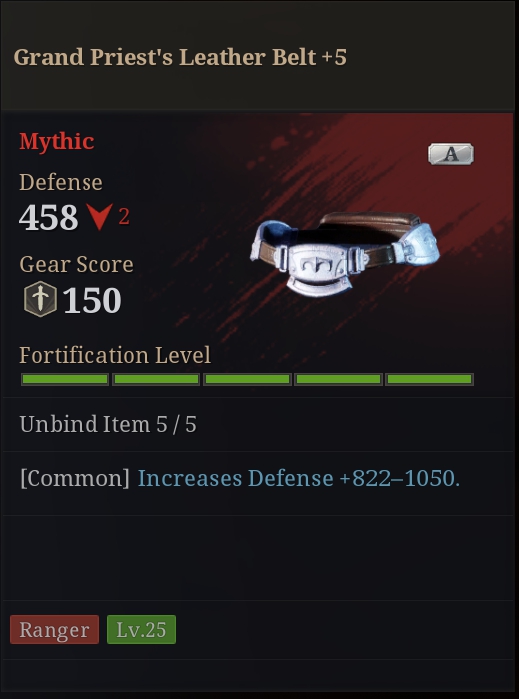 Grand Priest's Leather Belt +5
Mythic
A
Defense
458 2
Gear Score
150
Fortification Level
Unbind Item 5 / 5
[Common] Increases Defense +822–1050.
Ranger Lv.25